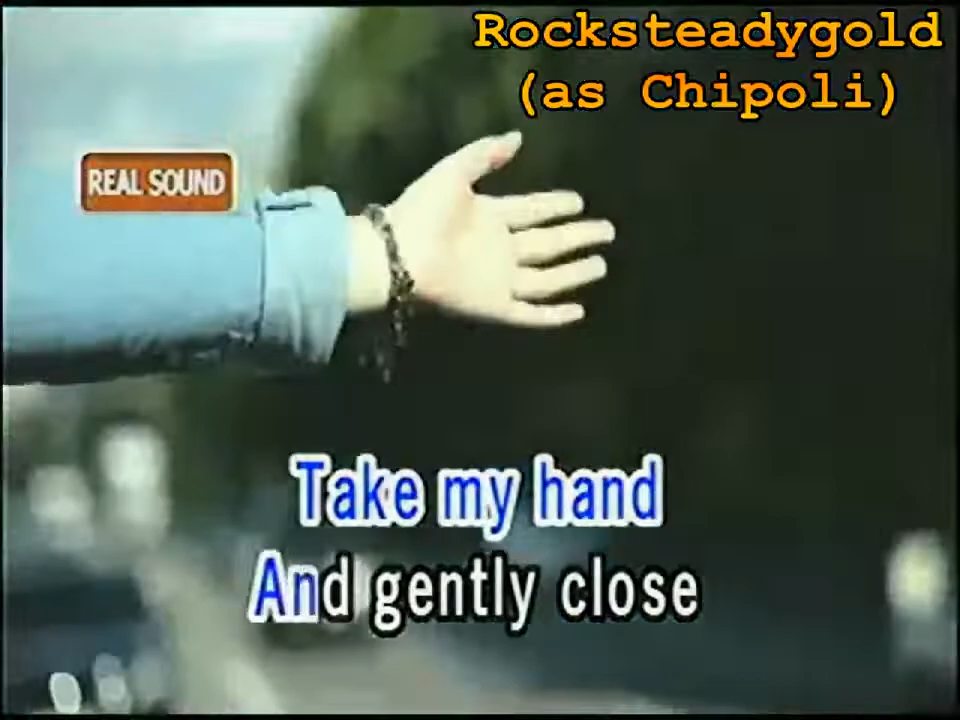 Rocksteadygold
(as Chipoli)
REAL SOUND
Take my hand
And gently close